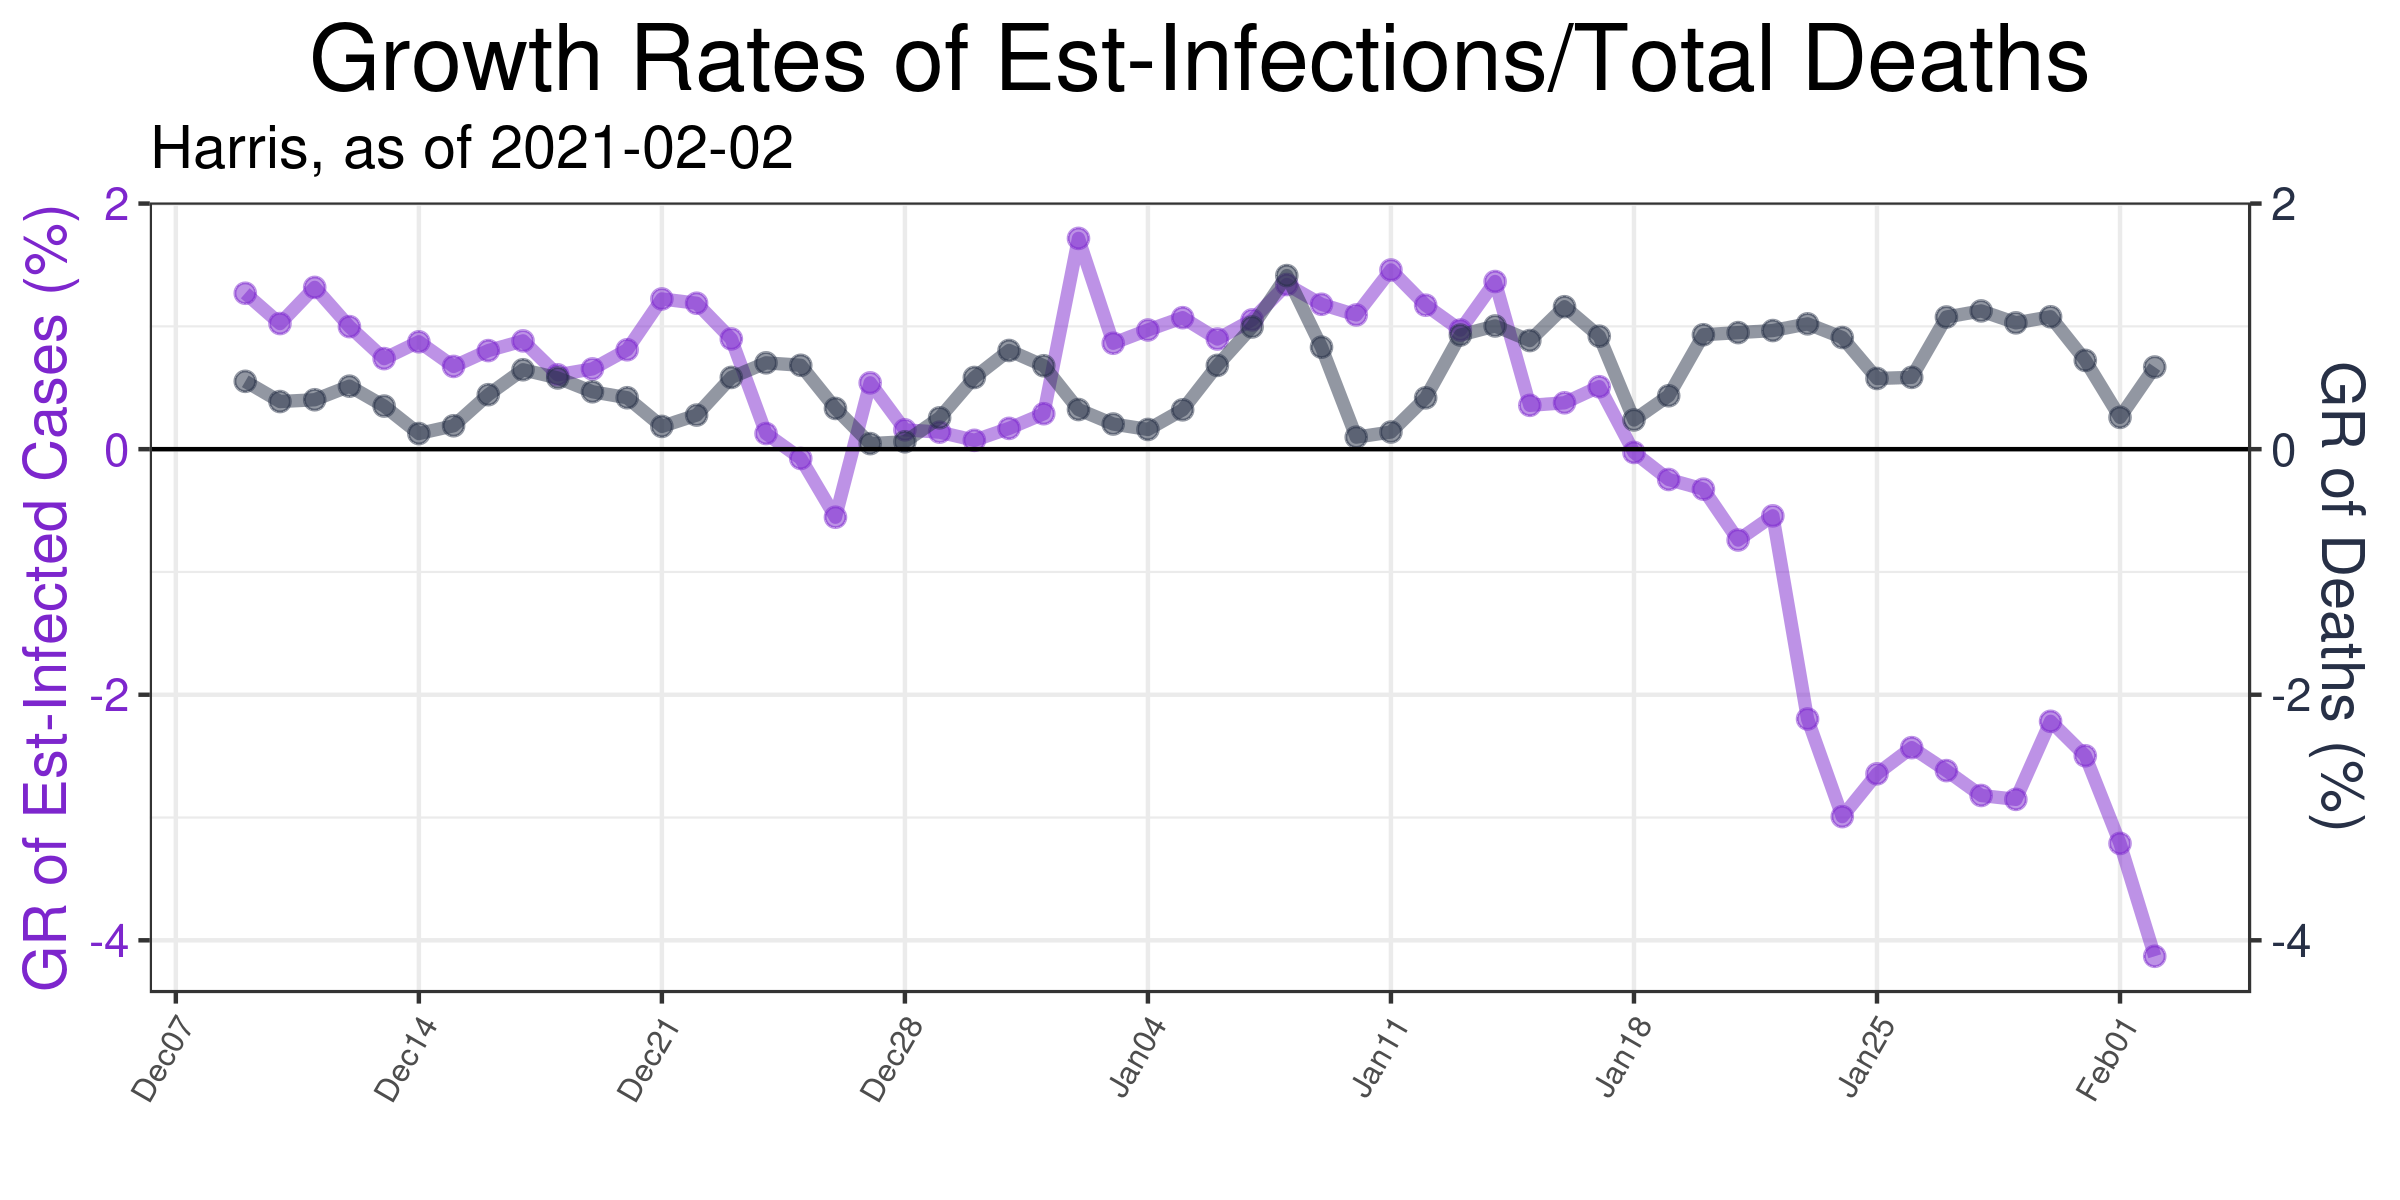 Growth Rates of Est-Infections/Total Deaths
Harris, as of 2021-02-02
GR of Est-Infected Cases (%)
2
0
-2
-4
2
0
-2
-4
GR of Deaths (%)
Dec07
Dec14
Dec21
Dec28
Jan04
Jan11
Jan18
Jan25
Feb01